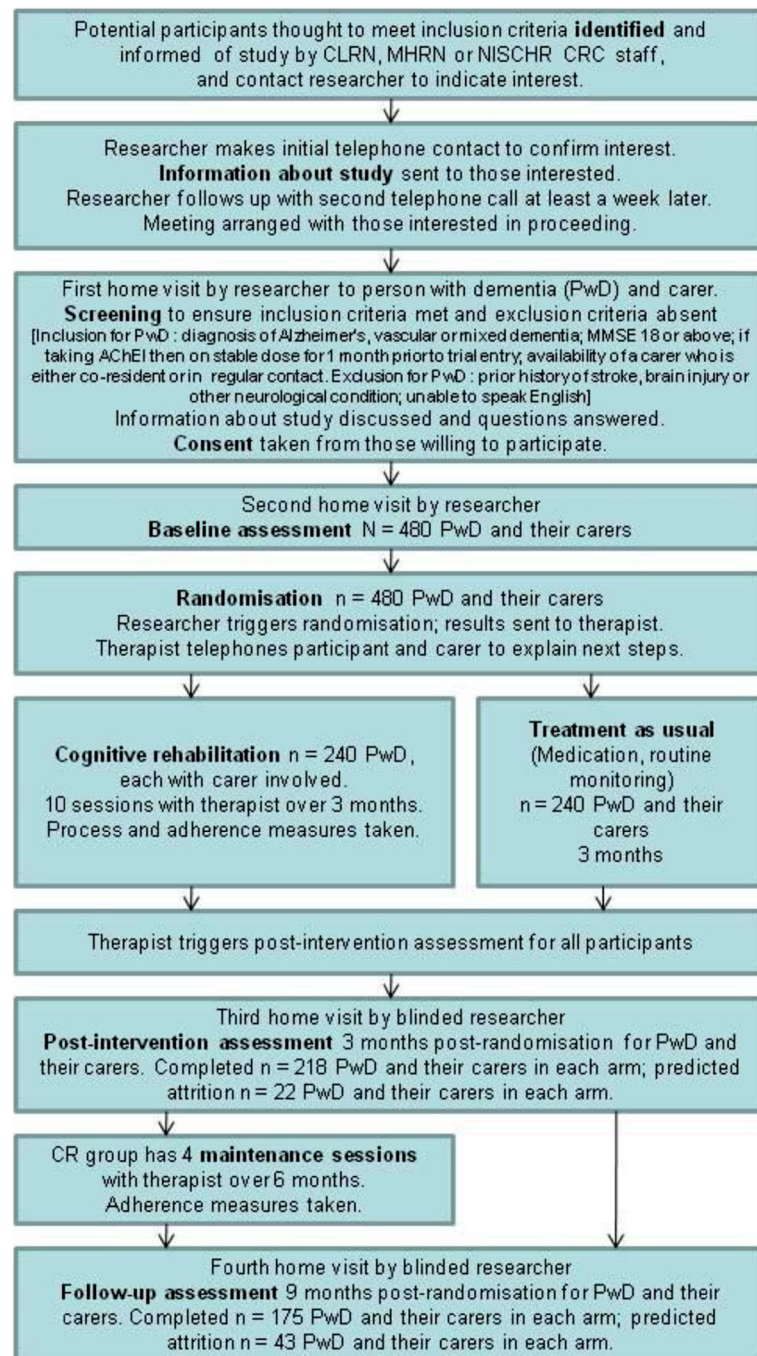 Potential participants thought to meet inclusion criteria identified and
informed of study by CLRN, MHRN or NISCHR CRC staff,
and contact researcher to indicate interest.
Researcher makes initial telephone contact to confirm interest.
Information about study sent to those interested.
Researcher follows up with second telephone call at least a week later.
Meeting arranged with those interested in proceeding.
First home visit by researcher to person with dementia (PwD) and carer.
Screening to ensure inclusion criteria met and exclusion criteria absent
[Inclusion for PwD : diagnosis of Alzheimer's, vascular or mixed dementia; MMSE 18 or above; if
taking AChEI then on stable dose for 1 month prior to trial entry; availability of a carer who is
either co-resident or in regular contact. Exclusion for PwD : prior history of stroke, brain injury or
other neurological condition; unable to speak English]
Information about study discussed and questions answered.
Consent taken from those willing to participate.
Second home visit by researcher
Baseline assessment N = 480 PwD and their carers
Randomisation n = 480 PwD and their carers
Researcher triggers randomisation; results sent to therapist.
Therapist telephones participant and carer to explain next steps.
Cognitive rehabilitation n = 240 PwD,
each with carer involved.
10 sessions with therapist over 3 months.
Process and adherence measures taken.
Treatment as usual
(Medication, routine
monitoring)
n = 240 PwD and their
carers
3 months
Therapist triggers post-intervention assessment for all participants
Third home visit by blinded researcher
Post-intervention assessment 3 months post-randomisation for PwD and
their carers. Completed n = 218 PwD and their carers in each arm; predicted
attrition n = 22 PwD and their carers in each arm.
CR group has 4 maintenance sessions
with therapist over 6 months.
Adherence measures taken.
Fourth home visit by blinded researcher
Follow-up assessment 9 months post-randomisation for PwD and their
carers. Completed n = 175 PwD and their carers in each arm; predicted
attrition n = 43 PwD and their carers in each arm.